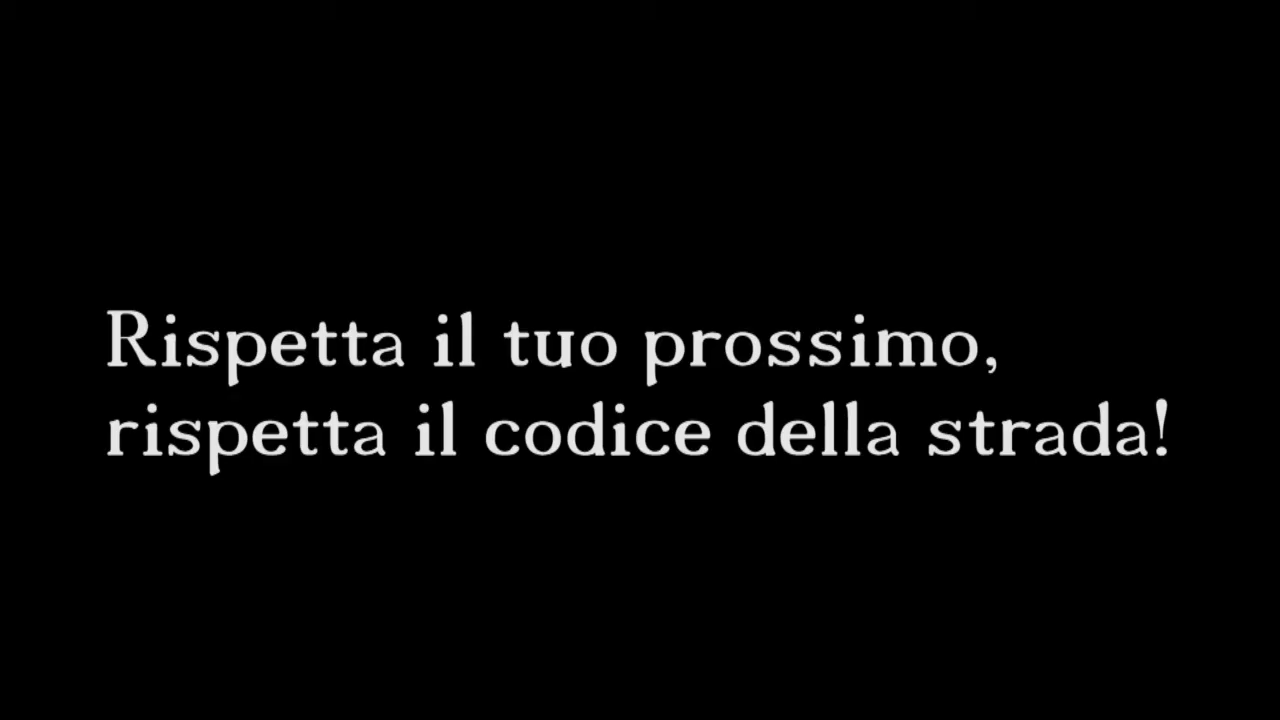 Rispetta il tuo prossimo,
rispetta il codice della strada!